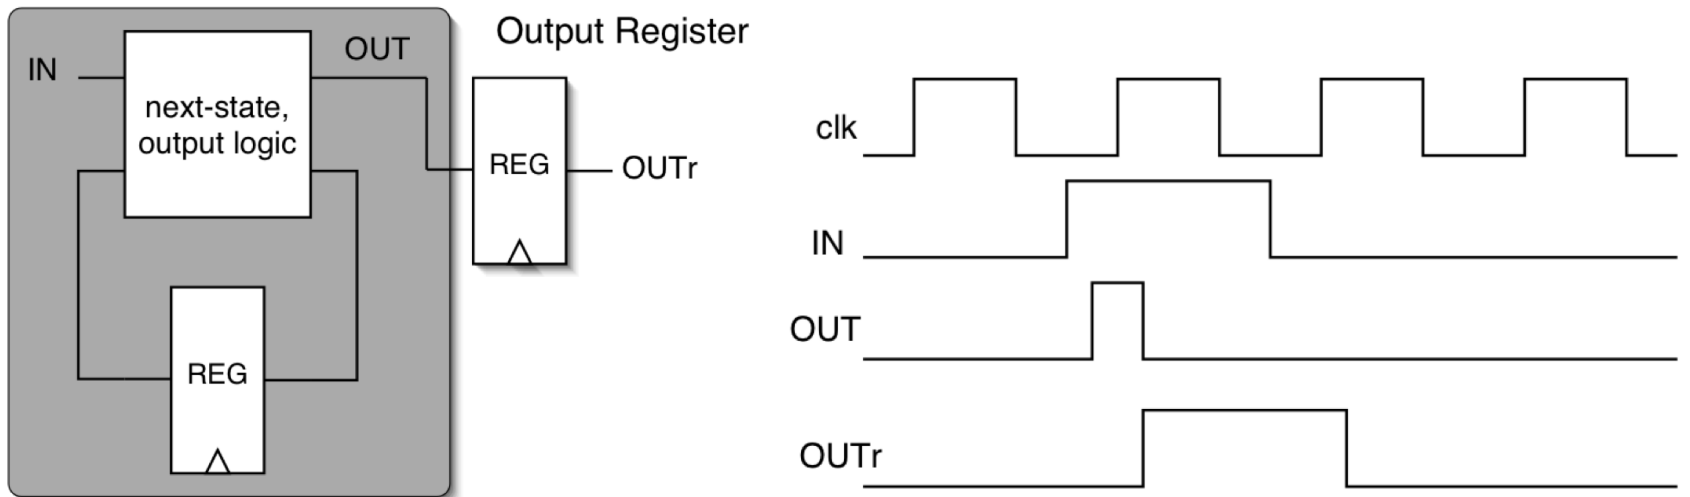 IN
next-state,
output logic
OUT
REG
Output Register
REG
OUTr
clk
IN
OUT
OUTr